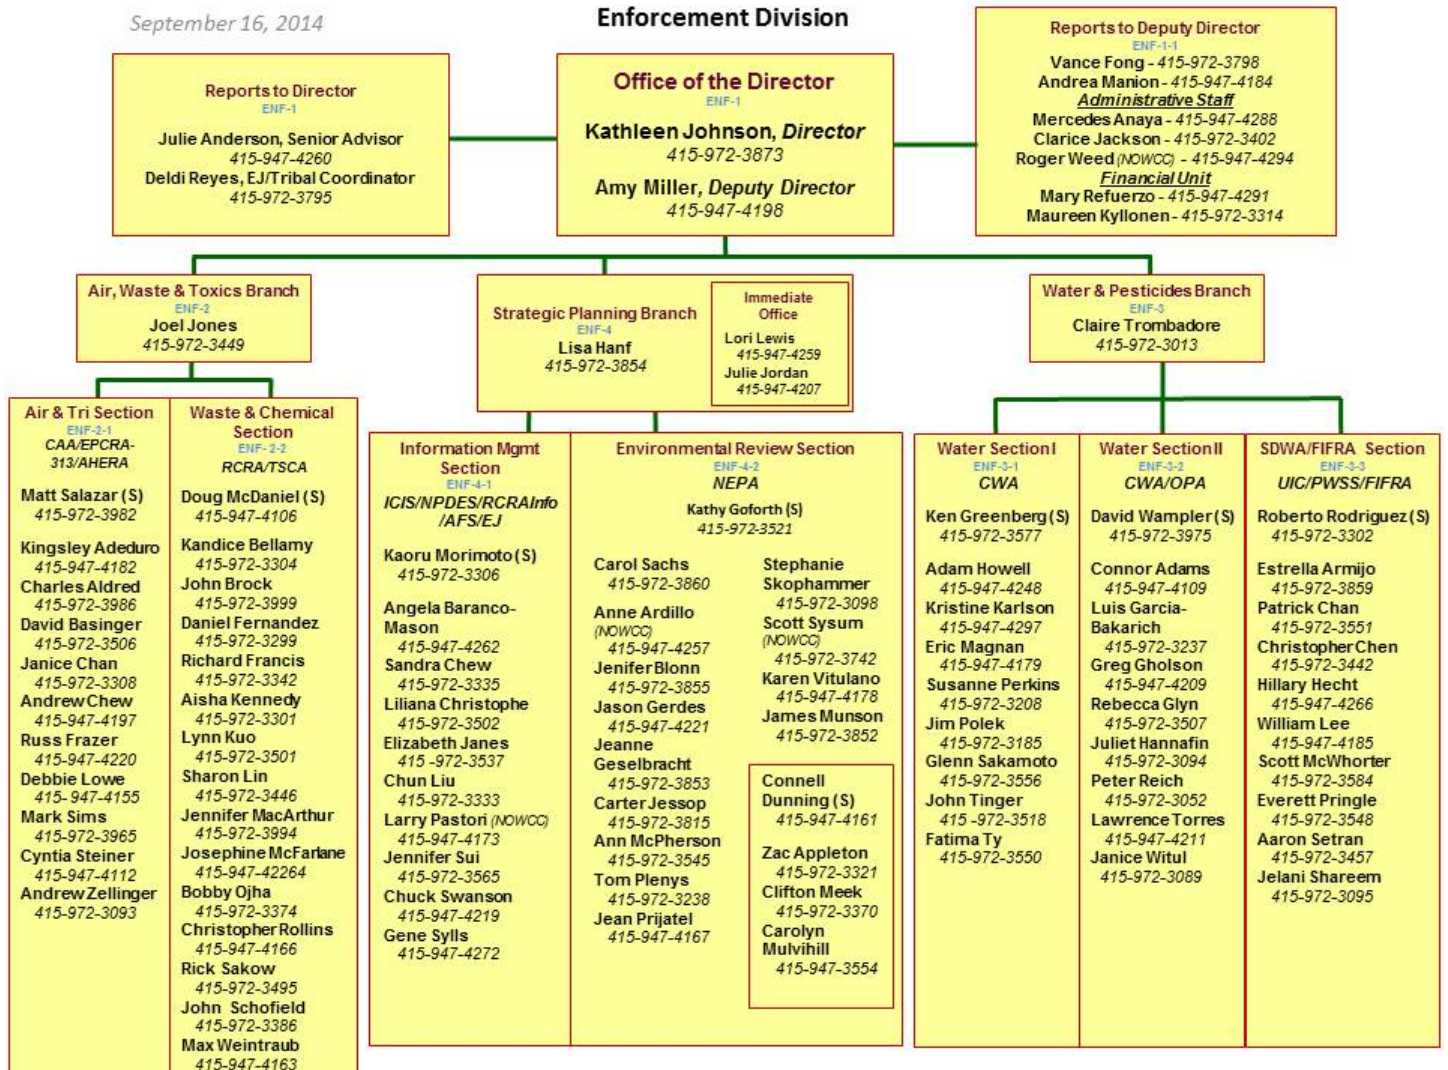 September 16, 2014
Enforcement Division
Reports to Director
ENF-1
Julie Anderson, Senior Advisor
415-947-4260
Deldi Reyes, EJ/Tribal Coordinator
415-972-3795
Office of the Director
ENF-1
Kathleen Johnson, Director
415-972-3873
Amy Miller, Deputy Director
415-947-4198
Reports to Deputy Director
ENF-1-1
Vance Fong - 415-972-3798
Andrea Manion - 415-947-4184
Administrative Staff
Mercedes Anaya - 415-947-4288
Clarice Jackson - 415-972-3402
Roger Weed (NOWCC) - 415-947-4294
Financial Unit
Mary Refuerzo - 415-947-4291
Maureen Kyllonen - 415-972-3314
Air, Waste & Toxics Branch
ENF-2
Joel Jones
415-972-3449
Strategic Planning Branch
ENF-4
Lisa Hanf
415-972-3854
Immediate
Office
Lori Lewis
415-947-4259
Julie Jordan
415-947-4207
Water & Pesticides Branch
ENF-3
Claire Trombadore
415-972-3013
Air & Tri Section
ENF-2-1
CAA/EPCRA-
313/AHERA
Matt Salazar (S)
415-972-3982
Kingsley Adeduro
415-947-4182
Charles Aldred
415-972-3986
David Basinger
415-972-3506
Janice Chan
415-972-3308
Andrew Chew
415-947-4197
Russ Frazer
415-947-4220
Debbie Lowe
415- 947-4155
Mark Sims
415-972-3965
Cyntia Steiner
415-947-4112
Andrew Zellinger
415-972-3093
Waste & Chemical
Section
ENF- 2-2
RCRA/TSCA
Doug McDaniel (S)
415-947-4106
Kandice Bellamy
415-972-3304
John Brock
415-972-3999
Daniel Fernandez
415-972-3299
Richard Francis
415-972-3342
Aisha Kennedy
415-972-3301
Lynn Kuo
415-972-3501
Sharon Lin
415-972-3446
Jennifer MacArthur
415-972-3994
Josephine McFarlane
415-947-42264
Bobby Ojha
415-972-3374
Christopher Rollins
415-947-4166
Rick Sakow
415-972-3495
John Schofield
415-972-3386
Max Weintraub
415-947-4163
Information Mgmt
Section
ENF-4-1
ICIS/NPDES/RCRAInfo
/AFS/EJ
Kaoru Morimoto (S)
415-972-3306
Angela Baranco-
Mason
415-947-4262
Sandra Chew
415-972-3335
Liliana Christophe
415-972-3502
Elizabeth Janes
415 -972-3537
Chun Liu
415-972-3333
Larry Pastori (NOWCC)
415-947-4173
Jennifer Sui
415-972-3565
Chuck Swanson
415-947-4219
Gene Sylls
415-947-4272
Environmental Review Section
ENF-4-2
NEPA
Kathy Goforth (S)
415-972-3521
Carol Sachs
415-972-3860
Anne Ardillo
(NOWCC)
415-947-4257
Jenifer Blonn
415-972-3855
Jason Gerdes
415-947-4221
Jeanne
Geselbracht
415-972-3853
Carter Jessop
415-972-3815
Ann McPherson
415-972-3545
Tom Plenys
415-972-3238
Jean Prijatel
415-947-4167
Stephanie
Skophammer
415-972-3098
Scott Sysum
(NOWCC)
415-972-3742
Karen Vitulano
415-947-4178
James Munson
415-972-3852
Connell
Dunning (S)
415-947-4161
Zac Appleton
415-972-3321
Clifton Meek
415-972-3370
Carolyn
Mulvihill
415-947-3554
Water Section I
ENF-3-1
CWA
Ken Greenberg (S)
415-972-3577
Adam Howell
415-947-4248
Kristine Karlson
415-947-4297
Eric Magnan
415-947-4179
Susanne Perkins
415-972-3208
Jim Polek
415-972-3185
Glenn Sakamoto
415-972-3556
John Tinger
415 -972-3518
Fatima Ty
415-972-3550
Water Section II
ENF-3-2
CWA/OPA
David Wampler (S)
415-972-3975
Connor Adams
415-947-4109
Luis Garcia-
Bakarich
415-972-3237
Greg Gholson
415-947-4209
Rebecca Glyn
415-972-3507
Juliet Hannafin
415-972-3094
Peter Reich
415-972-3052
Lawrence Torres
415-947-4211
Janice Witul
415-972-3089
SDWA/FIFRA Section
ENF-3-3
UIC/PWSS/FIFRA
Roberto Rodriguez (S)
415-972-3302
Estrella Armijo
415-972-3859
Patrick Chan
415-972-3551
Christopher Chen
415-972-3442
Hillary Hecht
415-947-4266
William Lee
415-947-4185
Scott McWhorter
415-972-3584
Everett Pringle
415-972-3548
Aaron Setran
415-972-3457
Jelani Shareem
415-972-3095